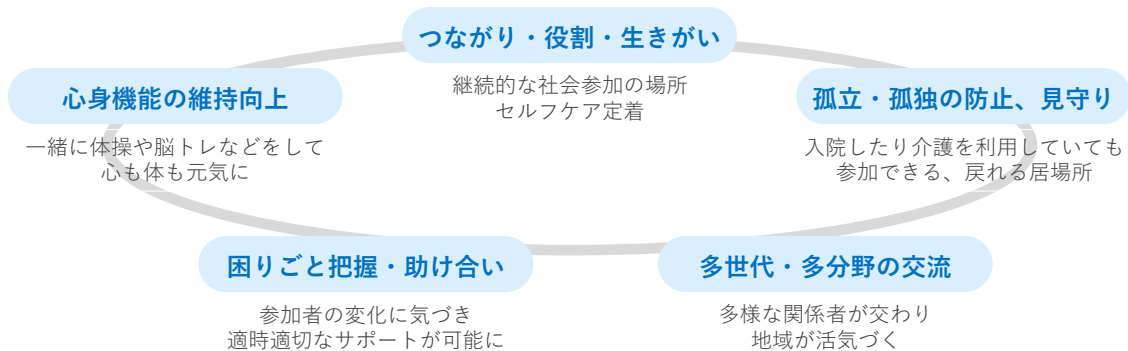 つながり・役割・生きがい
継続的な社会参加の場所
セルフケア定着
心身機能の維持向上
一緒に体操や脳トレなどをして
心も体も元気に
孤立・孤独の防止、見守り
入院したり介護を利用していても
参加できる、戻れる居場所
困りごと把握・助け合い
参加者の変化に気づき
適時適切なサポートが可能に
多世代・多分野の交流
多様な関係者が交わり
地域が活気づく